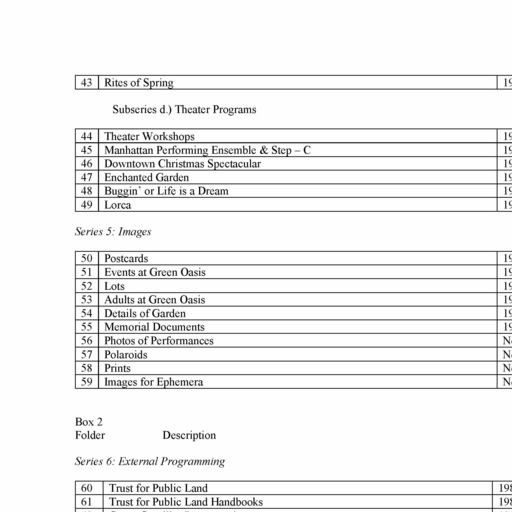 43 Rites of Spring 19
Subseries d.) Theater Programs
44 Theater Workshops 19
45 Manhattan Performing Ensemble & Step – C 19
46 Downtown Christmas Spectacular 19
47 Enchanted Garden 19
48 Buggin' or Life is a Dream 19
49 Lorca 19
Series 5: Images
50 Postcards 19
51 Events at Green Oasis 19
52 Lots 19
53 Adults at Green Oasis 19
54 Details of Garden 19
55 Memorial Documents 19
56 Photos of Performances
57 Polaroids
58 Prints
59 Images for Ephemera
Box 2
Folder Description
Series 6: External Programming
60 Trust for Public Land 198
61 Trust for Public Land Handbooks 198